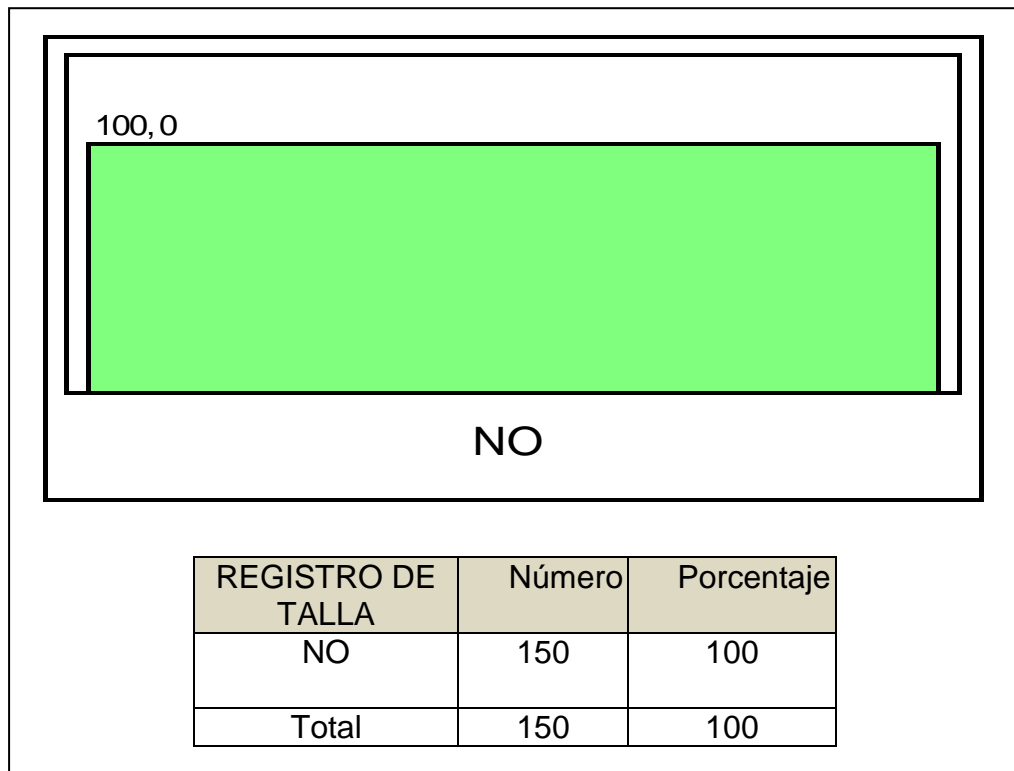 100,0
NO
REGISTRO DE Número Porcentaje
TALLA
NO 150 100
Total 150 100